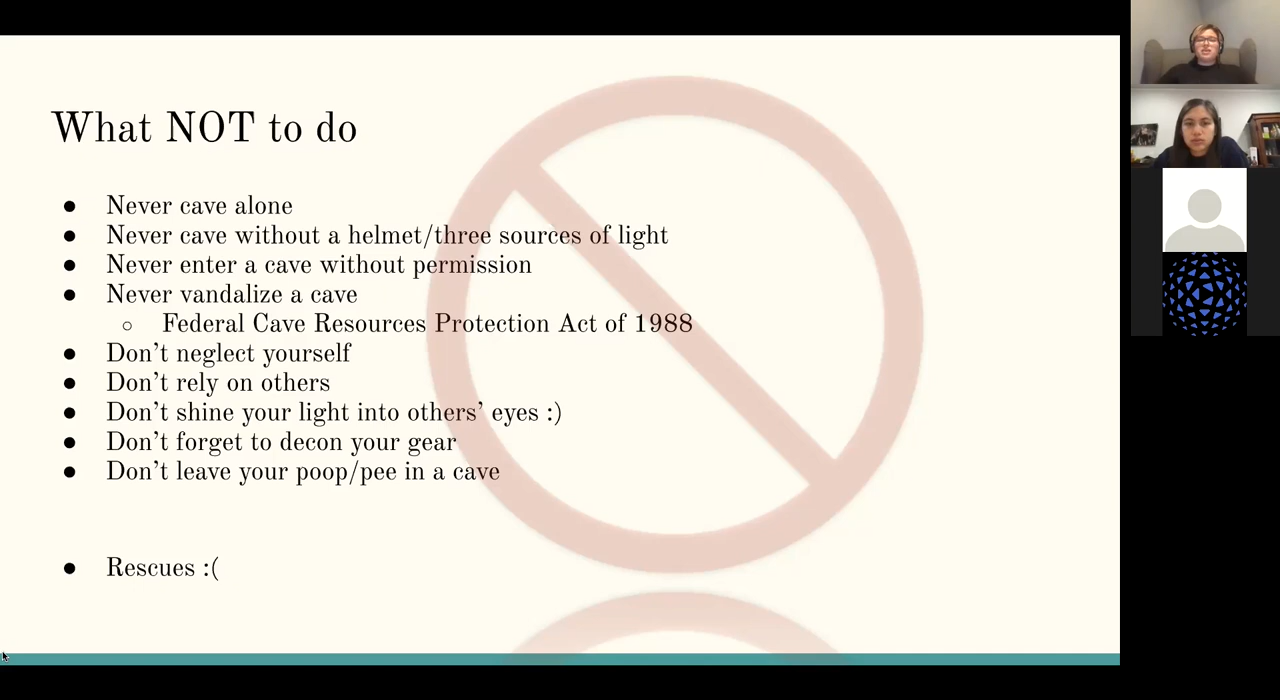 What NOT to do
● Never cave alone
● Never cave without a helmet/three sources of light
● Never enter a cave without permission
● Never vandalize a cave
○ Federal Cave Resources Protection Act of 1988
● Don't neglect yourself
● Don't rely on others
● Don't shine your light into others' eyes :)
● Don't forget to decon your gear
● Don't leave your poop/pee in a cave
● Rescues :(